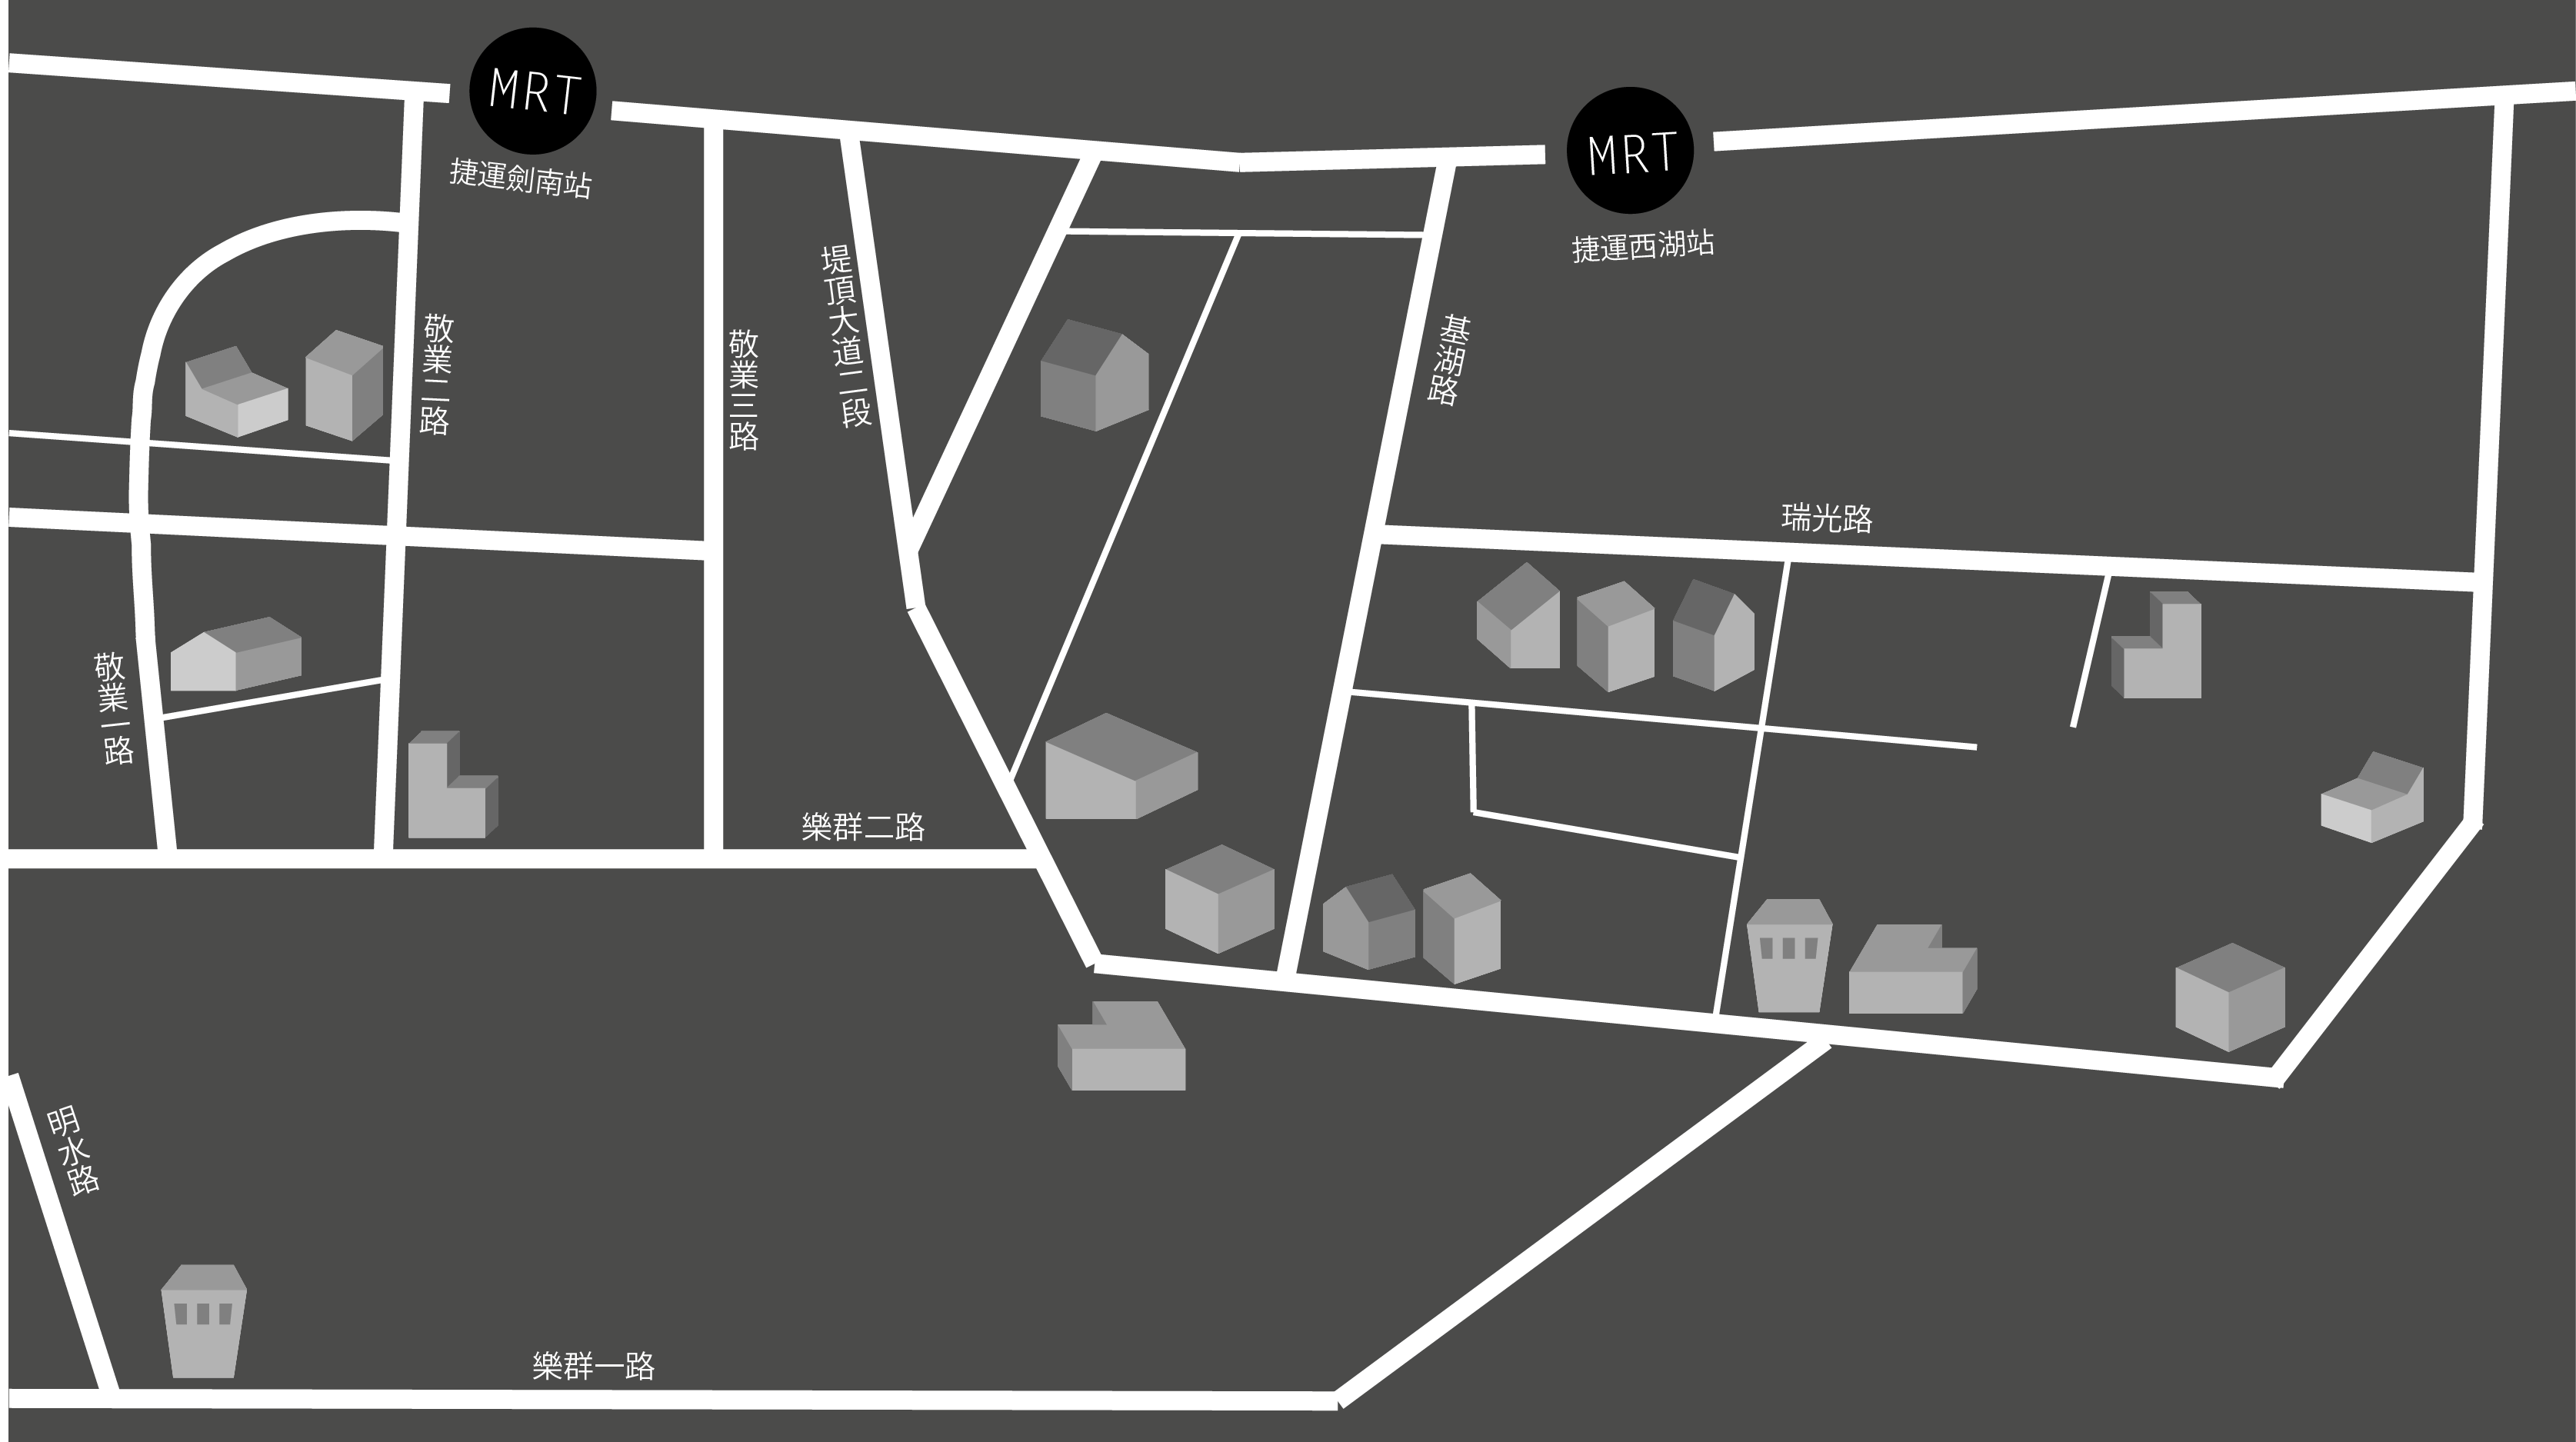 MRT
捷運劍南站
MRT
捷運西湖站
堤頂大道二段
敬業二路
敬業三路
基湖路
瑞光路
敬業一路
樂群二路
明水路
樂群一路